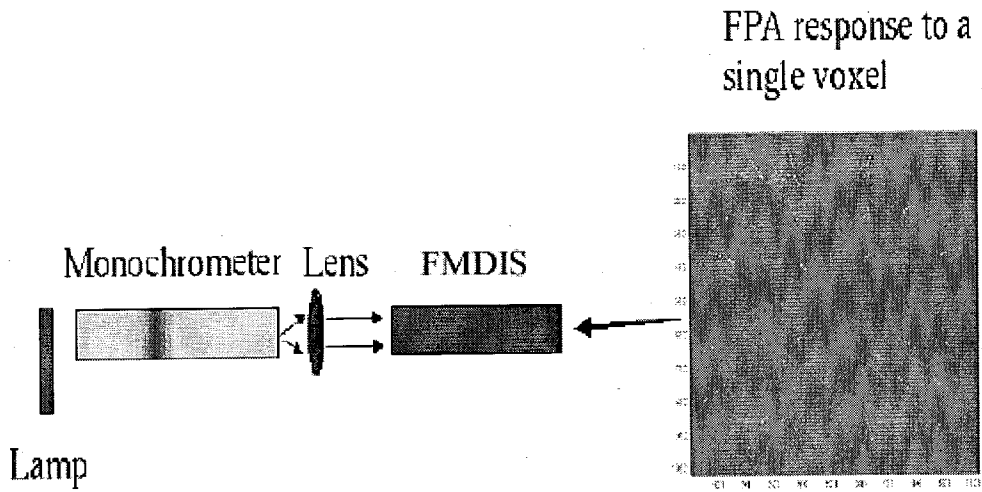 FPA response to a
single voxel
Monochrometer
Lens
FMDIS
Lamp